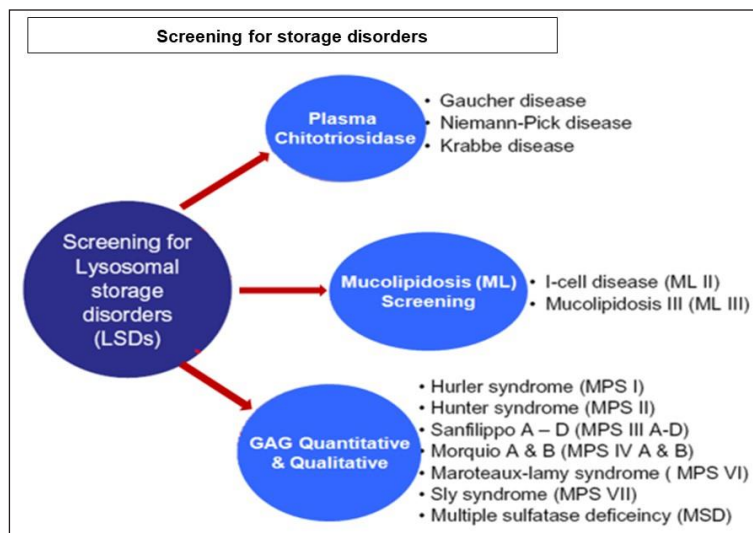 Screening for storage disorders
Plasma
Chitotriosidase
• Gaucher disease
• Niemann-Pick disease
• Krabbe disease
Screening for
Lysosomal
storage
disorders
(LSDs)
Mucolipidosis (ML)
Screening
• I-cell disease (ML II)
• Mucolipidosis III (ML III)
GAG Quantitative
& Qualitative
• Hurler syndrome (MPS I)
• Hunter syndrome (MPS II)
• Sanfilippo A – D (MPS III A-D)
• Morquio A & B (MPS IV A & B)
• Maroteaux-lamy syndrome ( MPS VI)
• Sly syndrome (MPS VII)
• Multiple sulfatase deficeincy (MSD)